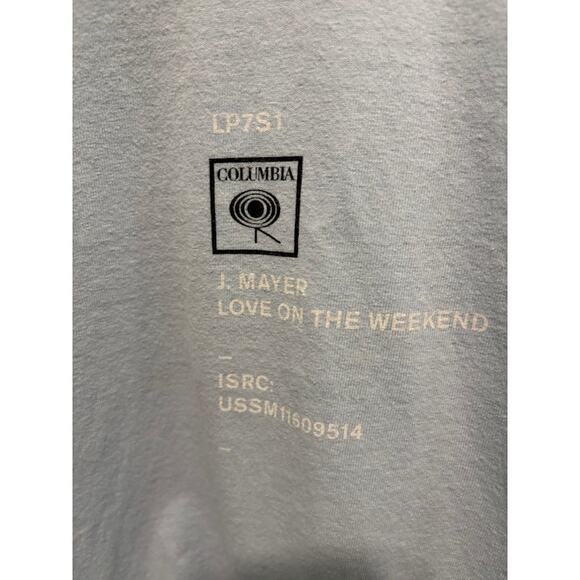 LP7S1
COLUMBIA
J. MAYER
LOVE ON THE WEEKEND
–
ISRC:
USSM11609514
–